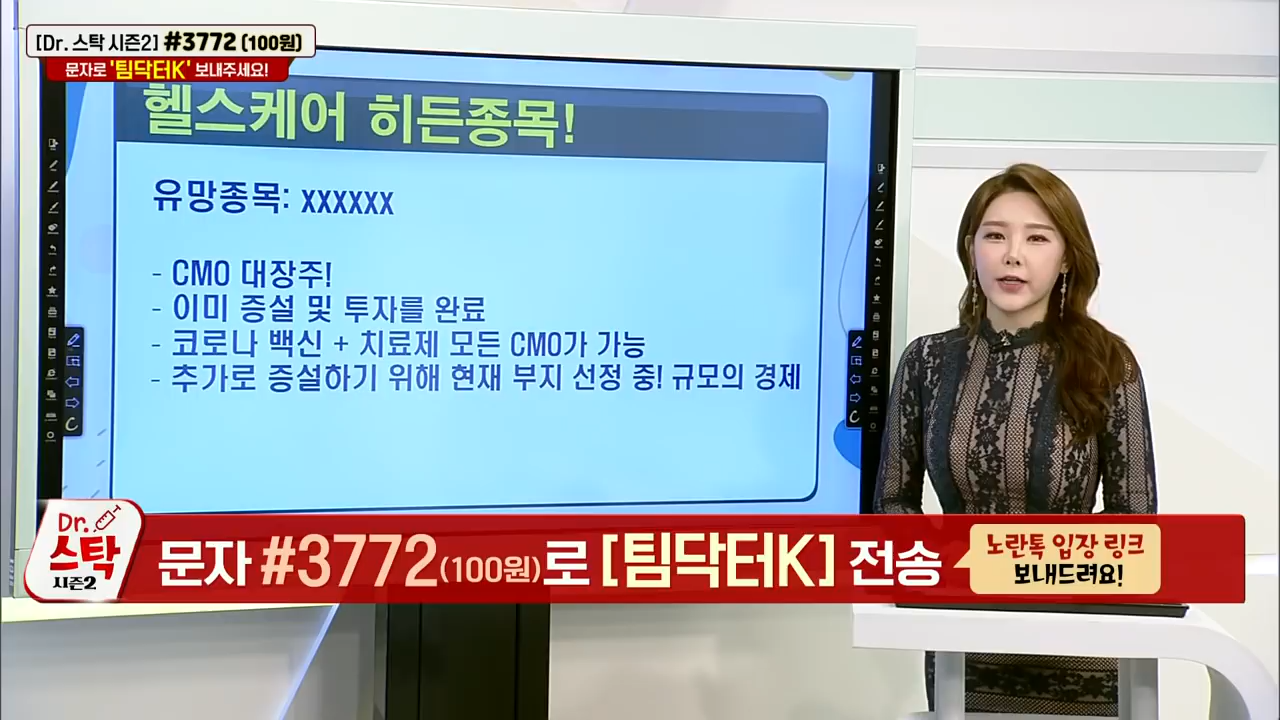 [Dr. 스탁 시즌2] #3772 (100원)
문자로 '팀닥터K' 보내주세요!
헬스케어 히든종목!
유망종목: XXXXXX
- CMO 대장주!
- 이미 증설 및 투자를 완료
- 코로나 백신 + 치료제 모든 CMO가 가능
- 추가로 증설하기 위해 현재 부지 선정 중! 규모의 경제
Dr.
스탁
시즌2
문자 #3772(100원)로 [팀닥터K] 전송
노란톡 입장 링크
보내드려요!